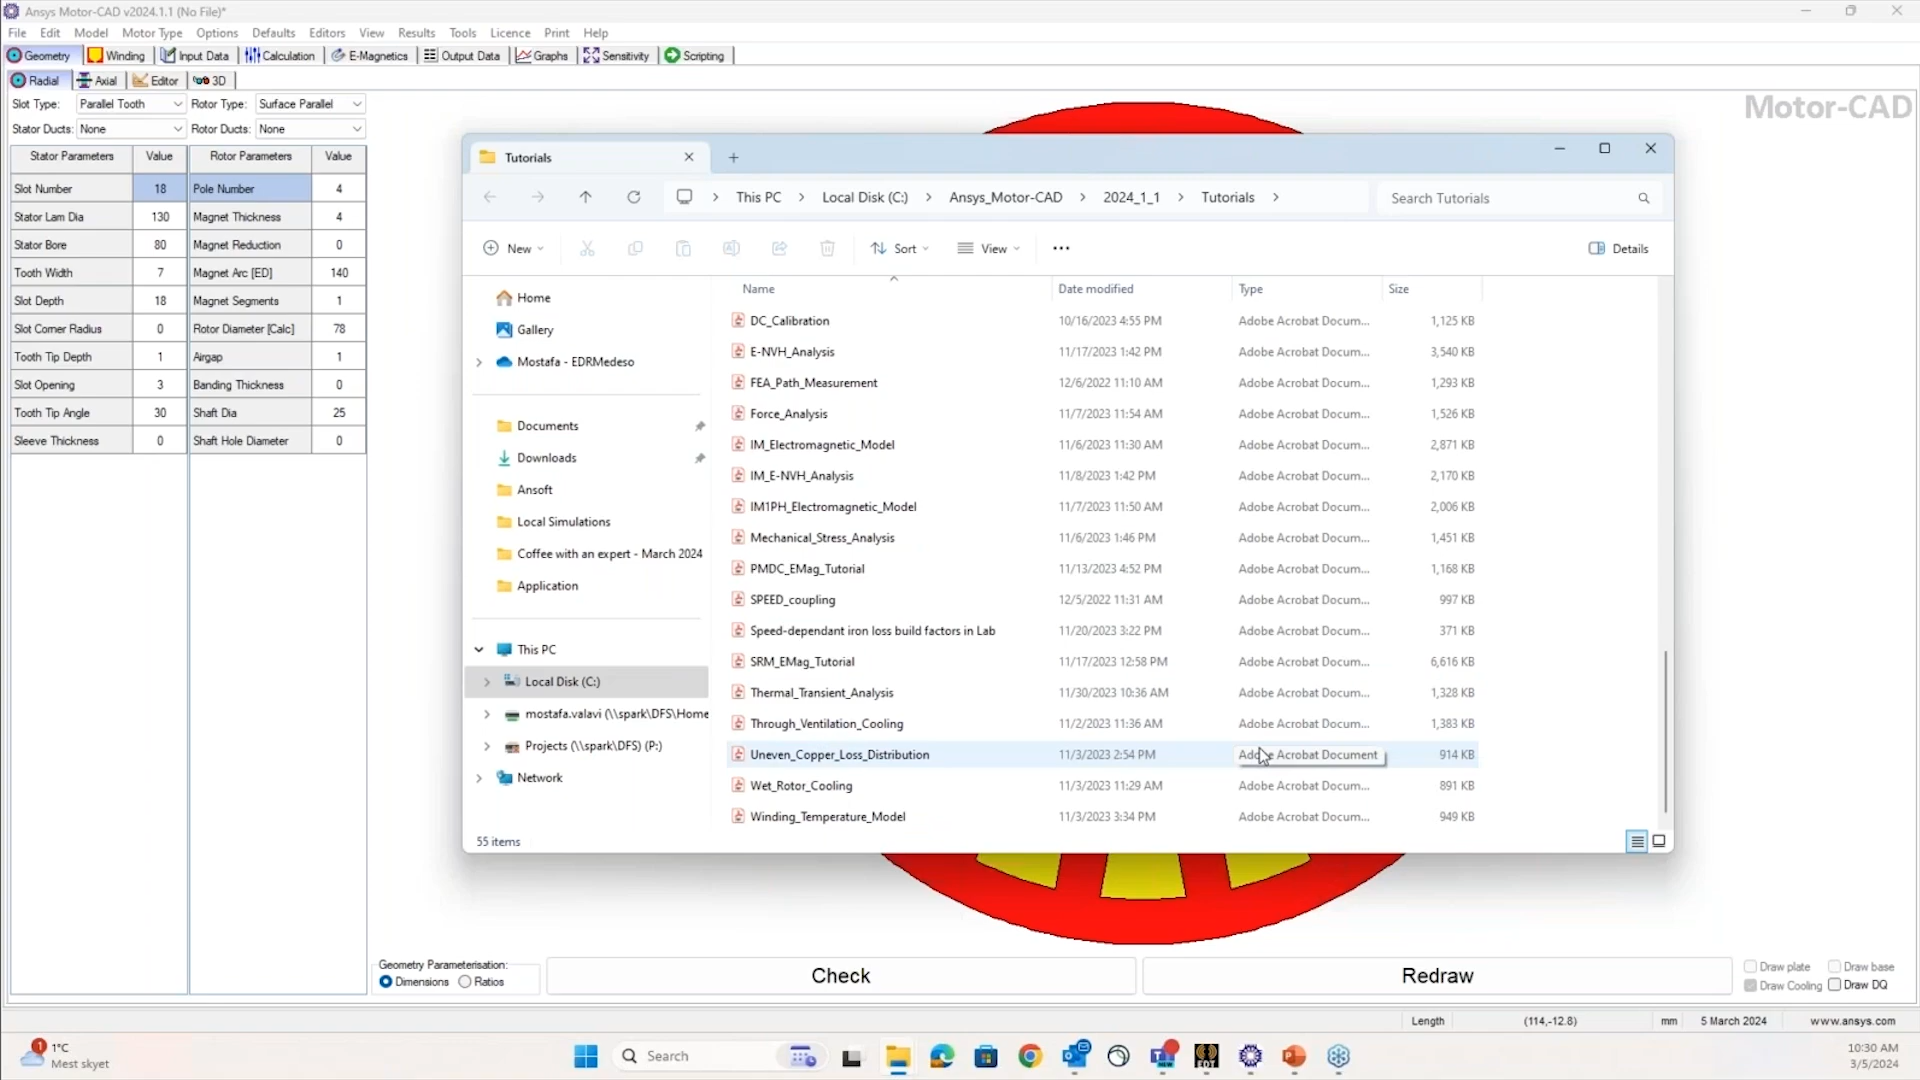 Ansys Motor-CAD v2024.1.1 (No File)*
File Edit Model Motor Type Options Defaults Editors View Results Tools Licence Print Help
Geometry Winding Input Data Calculation E-Magnetics Output Data Graphs Sensitivity Scripting
Radial Axial Editor 3D
Slot Type: Parallel Tooth Rotor Type: Surface Parallel
Stator Ducts: None Rotor Ducts: None
Motor-CAD
Stator Parameters Value Rotor Parameters Value
Slot Number 18 Pole Number 4
Stator Lam Dia 130 Magnet Thickness 4
Stator Bore 80 Magnet Reduction 0
Tooth Width 7 Magnet Arc [ED] 140
Slot Depth 18 Magnet Segments 1
Slot Corner Radius 0 Rotor Diameter [Calc] 78
Tooth Tip Depth 1 Airgap 1
Slot Opening 3 Banding Thickness 0
Tooth Tip Angle 30 Shaft Dia 25
Sleeve Thickness 0 Shaft Hole Diameter 0
Tutorials
This PC Local Disk (C:) Ansys_Motor-CAD 2024_1_1 Tutorials Search Tutorials
New Sort View Details
Home
Gallery
Mostafa - EDRMedeso
Documents
Downloads
Ansoft
Local Simulations
Coffee with an expert - March 2024
Application
This PC
Local Disk (C:)
mostafa.valavi (\\spark\DFS\Home
Projects (\\spark\DFS) (P:)
Network
Name Date modified Type Size
DC_Calibration 10/16/2023 4:55 PM Adobe Acrobat Docum... 1,125 KB
E-NVH_Analysis 11/17/2023 1:42 PM Adobe Acrobat Docum... 3,540 KB
FEA_Path_Measurement 12/6/2022 11:10 AM Adobe Acrobat Docum... 1,293 KB
Force_Analysis 11/7/2023 11:54 AM Adobe Acrobat Docum... 1,526 KB
IM_Electromagnetic_Model 11/6/2023 11:30 AM Adobe Acrobat Docum... 2,871 KB
IM_E-NVH_Analysis 11/8/2023 1:42 PM Adobe Acrobat Docum... 2,170 KB
IM1PH_Electromagnetic_Model 11/7/2023 11:50 AM Adobe Acrobat Docum... 2,006 KB
Mechanical_Stress_Analysis 11/6/2023 1:46 PM Adobe Acrobat Docum... 1,451 KB
PMDC_EMag_Tutorial 11/13/2023 4:52 PM Adobe Acrobat Docum... 1,168 KB
SPEED_coupling 12/5/2022 11:31 AM Adobe Acrobat Docum... 997 KB
Speed-dependant iron loss build factors in Lab 11/20/2023 3:22 PM Adobe Acrobat Docum... 371 KB
SRM_EMag_Tutorial 11/17/2023 12:58 PM Adobe Acrobat Docum... 6,616 KB
Thermal_Transient_Analysis 11/30/2023 10:36 AM Adobe Acrobat Docum... 1,328 KB
Through_Ventilation_Cooling 11/2/2023 11:36 AM Adobe Acrobat Docum... 1,383 KB
Uneven_Copper_Loss_Distribution 11/3/2023 2:54 PM Adobe Acrobat Document 914 KB
Wet_Rotor_Cooling 11/3/2023 11:29 AM Adobe Acrobat Docum... 891 KB
Winding_Temperature_Model 11/3/2023 3:34 PM Adobe Acrobat Docum... 949 KB
55 items
Geometry Parameterisation:
Dimensions Ratios
Check
Redraw
Draw plate Draw base
Draw Cooling Draw DQ
Length (114,-12.8) mm 5 March 2024 www.ansys.com
1
1°C
Mest skyet
Search
NEW
EDT
10:30 AM
3/5/2024